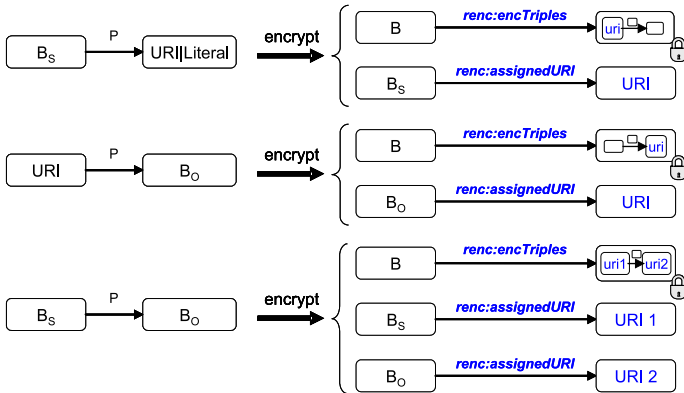 B_S P URI|Literal encrypt B renc:encTriples uri
B_S renc:assignedURI URI
URI P B_O encrypt B renc:encTriples uri
B_O renc:assignedURI URI
B_S P B_O encrypt B renc:encTriples uri1 uri2
B_S renc:assignedURI URI 1
B_O renc:assignedURI URI 2